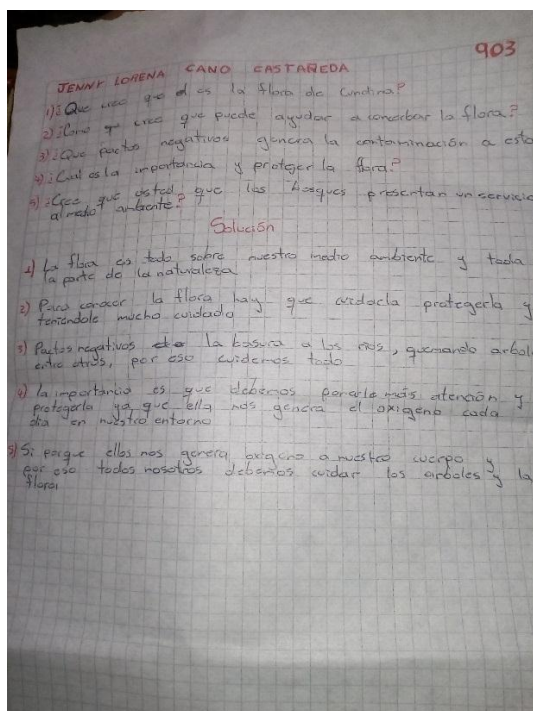 903
JENNY LORENA CANO CASTAÑEDA
1) ¿Que cree que es la flora de Cundina?
2) ¿Como cree que puede ayudar a conocerbar la flora?
3) ¿Que pactos negativos genera la contaminación a esto
4) ¿Cual es la importancia y proteger la flora?
5) ¿Cree que usted que los bosques presentan un servicio
al medio ambiente?
Solución
1) La flora es todo sobre nuestro medio ambiente y toda
la parte de la naturaleza
2) Para conocer la flora hay que cuidarla protegerla y
teniendole mucho cuidado
3) Pactos negativos la basura a los rios, quemando arbol
entre otros, por eso cuidemos todo
4) la importancia es que debemos ponerle más atención y
protegerla ya que ella nos genera el oxigeno cada
dia en nuestro entorno
5) Si porque ellos nos genera oxigeno a nuestro cuerpo y
por eso todos nosotros debemos cuidar los arboles y la
flora